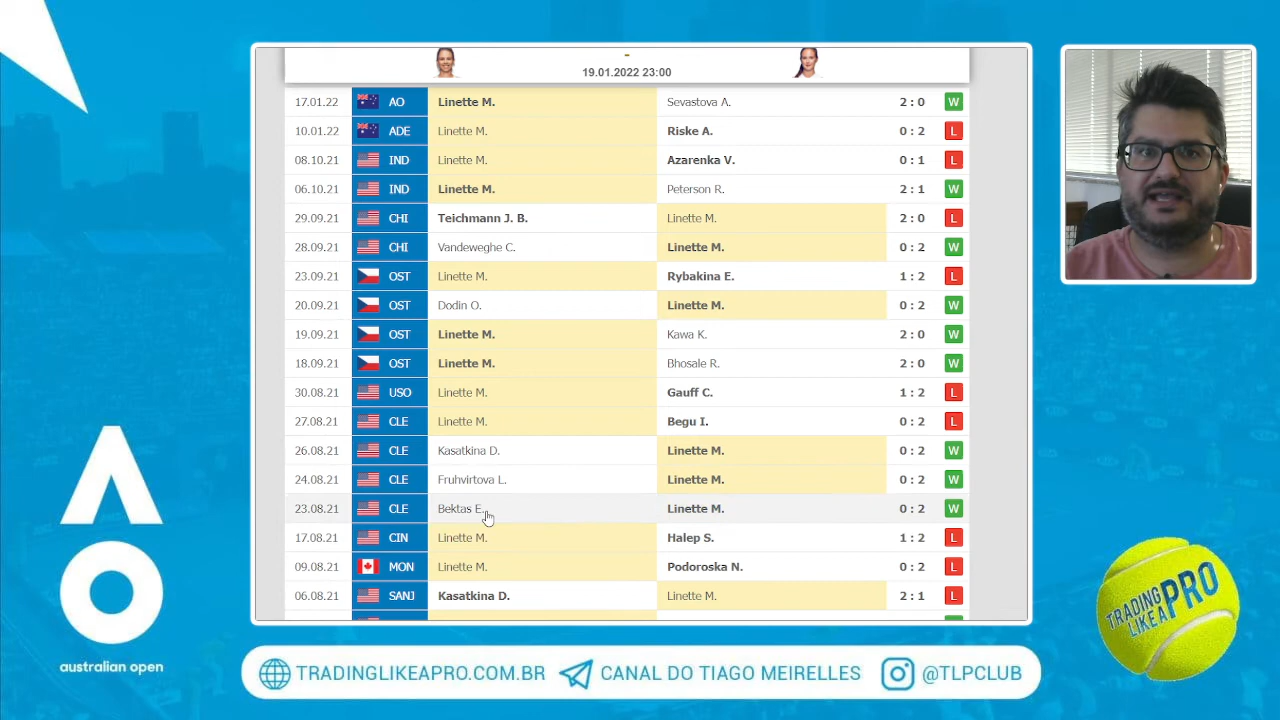 19.01.2022 23:00
17.01.22 AO Linette M. Sevastova A. 2 : 0 W
10.01.22 ADE Linette M. Riske A. 0 : 2 L
08.10.21 IND Linette M. Azarenka V. 0 : 1 L
06.10.21 IND Linette M. Peterson R. 2 : 1 W
29.09.21 CHI Teichmann J. B. Linette M. 2 : 0 L
28.09.21 CHI Vandeweghe C. Linette M. 0 : 2 W
23.09.21 OST Linette M. Rybakina E. 1 : 2 L
20.09.21 OST Dodin O. Linette M. 0 : 2 W
19.09.21 OST Linette M. Kawa K. 2 : 0 W
18.09.21 OST Linette M. Bhosale R. 2 : 0 W
30.08.21 USO Linette M. Gauff C. 1 : 2 L
27.08.21 CLE Linette M. Begu I. 0 : 2 L
26.08.21 CLE Kasatkina D. Linette M. 0 : 2 W
24.08.21 CLE Fruhvirtova L. Linette M. 0 : 2 W
23.08.21 CLE Bektas E. Linette M. 0 : 2 W
17.08.21 CIN Linette M. Halep S. 1 : 2 L
09.08.21 MON Linette M. Podoroska N. 0 : 2 L
06.08.21 SANJ Kasatkina D. Linette M. 2 : 1 L
australian open
TRADINGLIKEAPRO.COM.BR CANAL DO TIAGO MEIRELLES @TLPCLUB
TRADING
LIKE A PRO